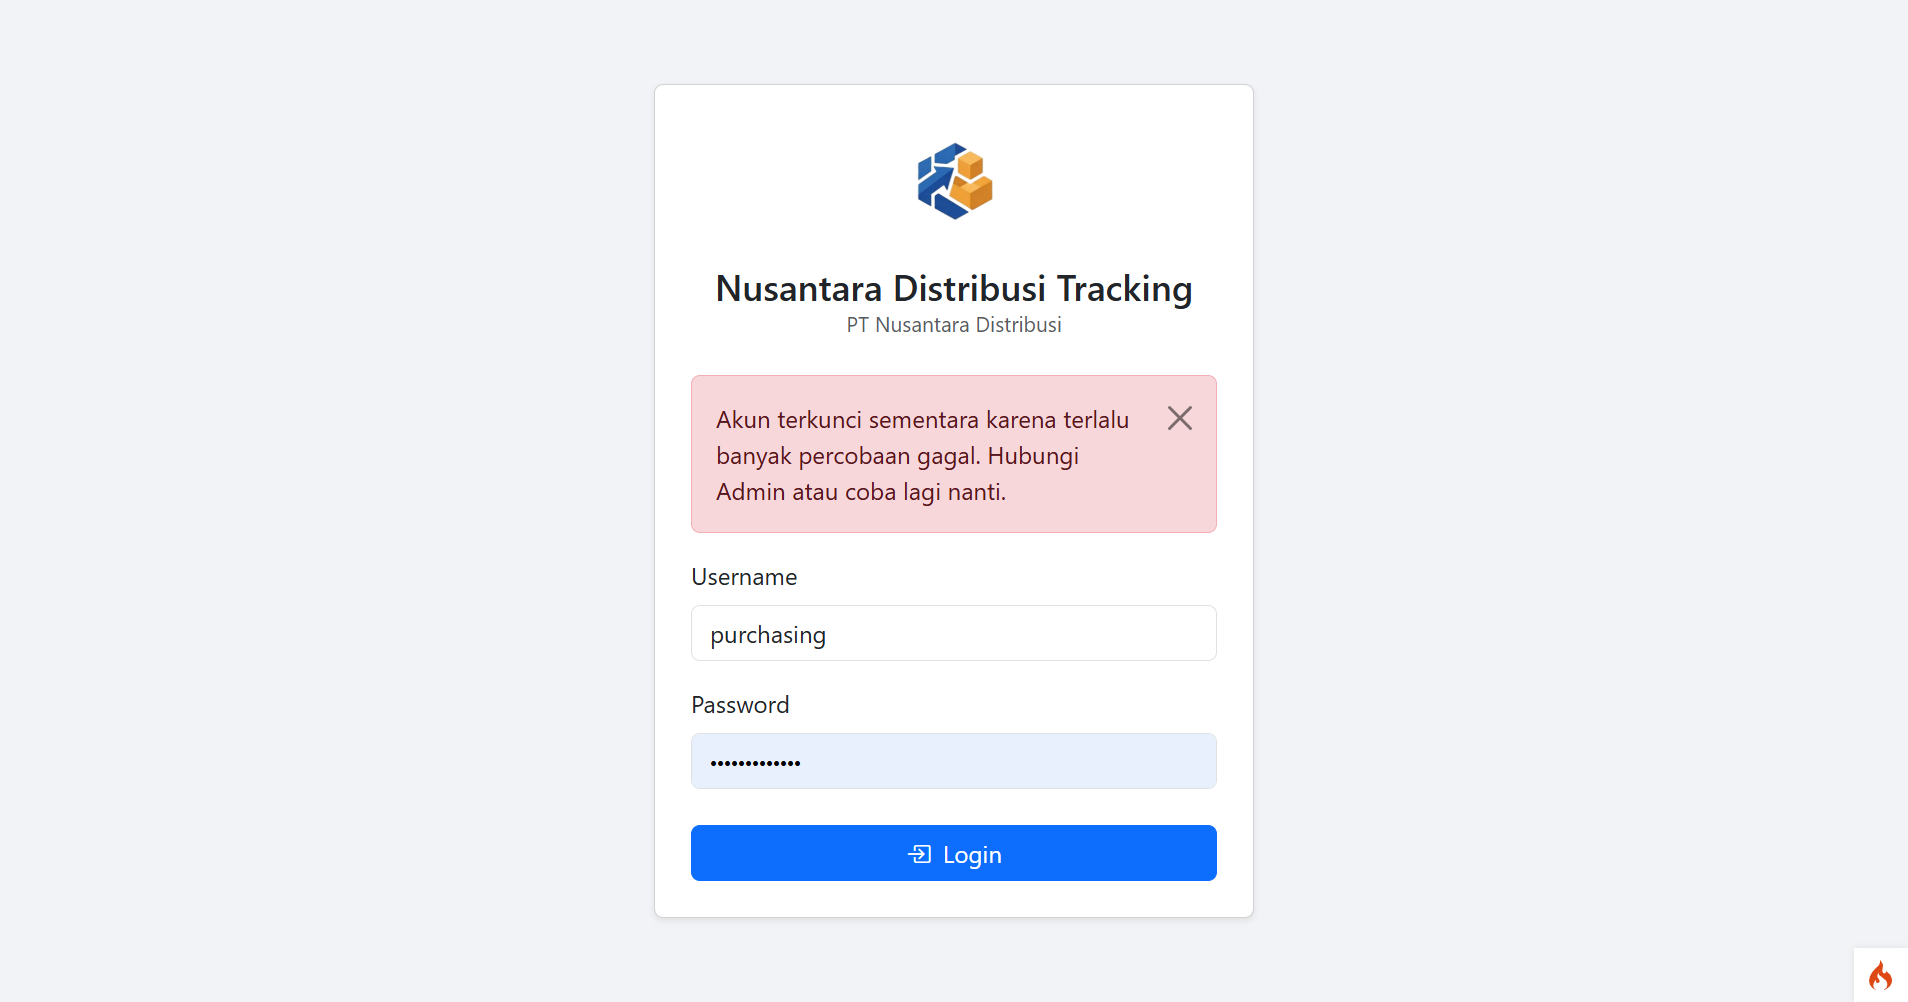 Nusantara Distribusi Tracking
PT Nusantara Distribusi
Akun terkunci sementara karena terlalu
banyak percobaan gagal. Hubungi
Admin atau coba lagi nanti.
Username
purchasing
Password
•••••••••••••
Login